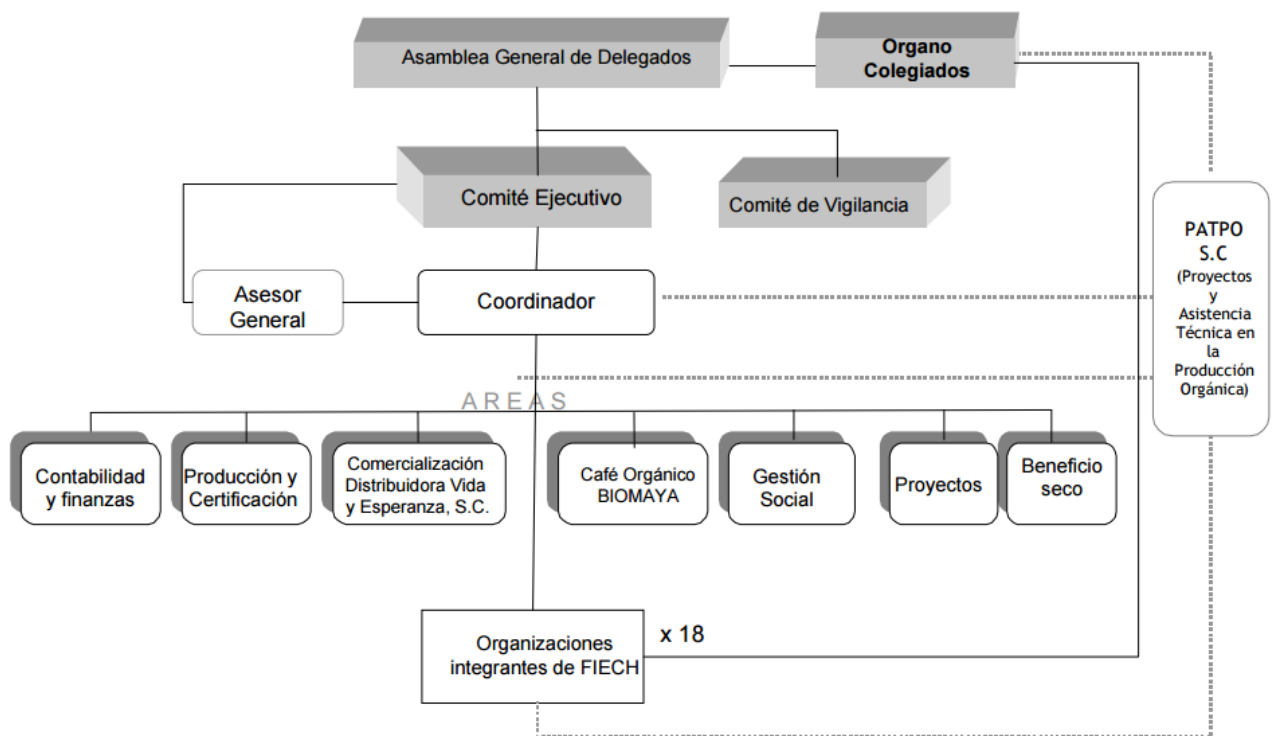 Asamblea General de Delegados
Organo
Colegiados
Comité Ejecutivo
Comité de Vigilancia
PATPO
S.C
(Proyectos
y
Asistencia
Técnica en
la
Producción
Orgánica)
Asesor
General
Coordinador
A R E A S
Contabilidad
y finanzas
Producción y
Certificación
Comercialización
Distribuidora Vida
y Esperanza, S.C.
Café Orgánico
BIOMAYA
Gestión
Social
Proyectos
Beneficio
seco
Organizaciones
integrantes de FIECH
x 18